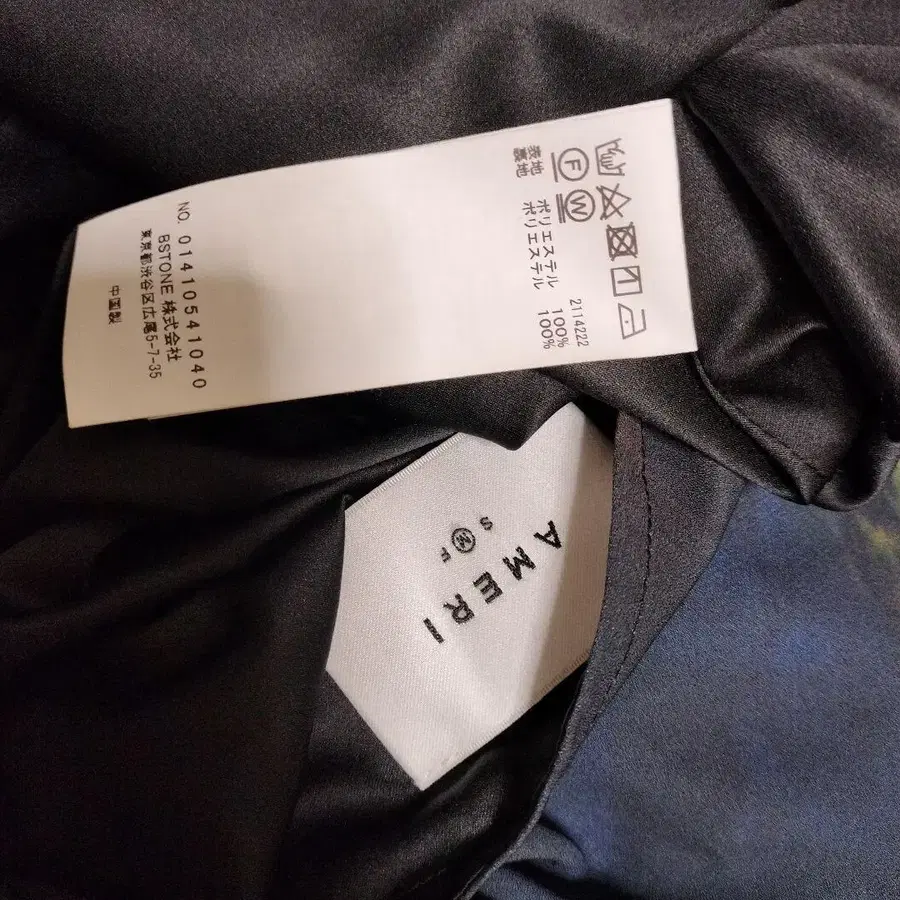 2114222
表地 ポリエステル 100%
裏地 ポリエステル 100%
F
W
NO. 01410541040
BSTONE 株式会社
東京都渋谷区広尾5-7-35
中国製
AMERI
S M F